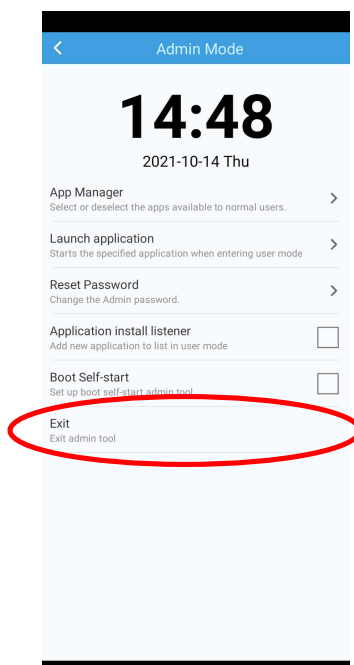 Admin Mode
14:48
2021-10-14 Thu
App Manager
Select or deselect the apps available to normal users.
Launch application
Starts the specified application when entering user mode
Reset Password
Change the Admin password.
Application install listener
Add new application to list in user mode
Boot Self-start
Set up boot self-start admin tool
Exit
Exit admin tool